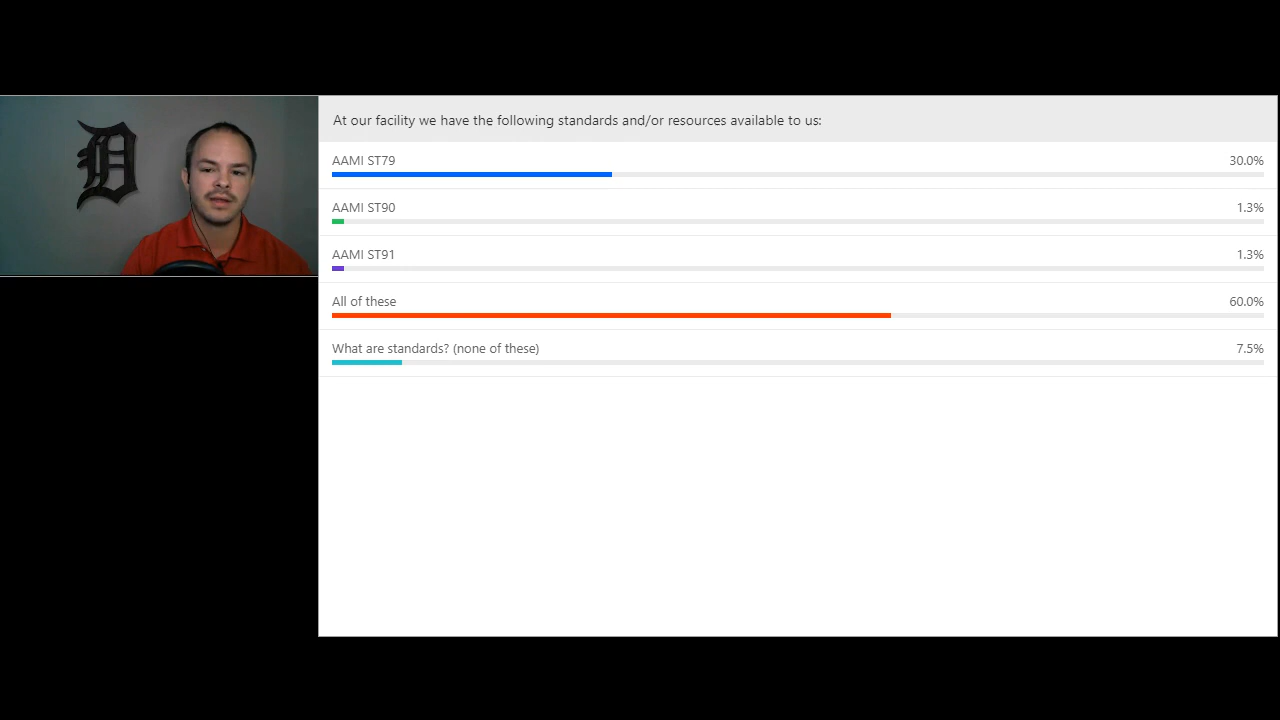 D
At our facility we have the following standards and/or resources available to us:
AAMI ST79 30.0%
AAMI ST90 1.3%
AAMI ST91 1.3%
All of these 60.0%
What are standards? (none of these) 7.5%